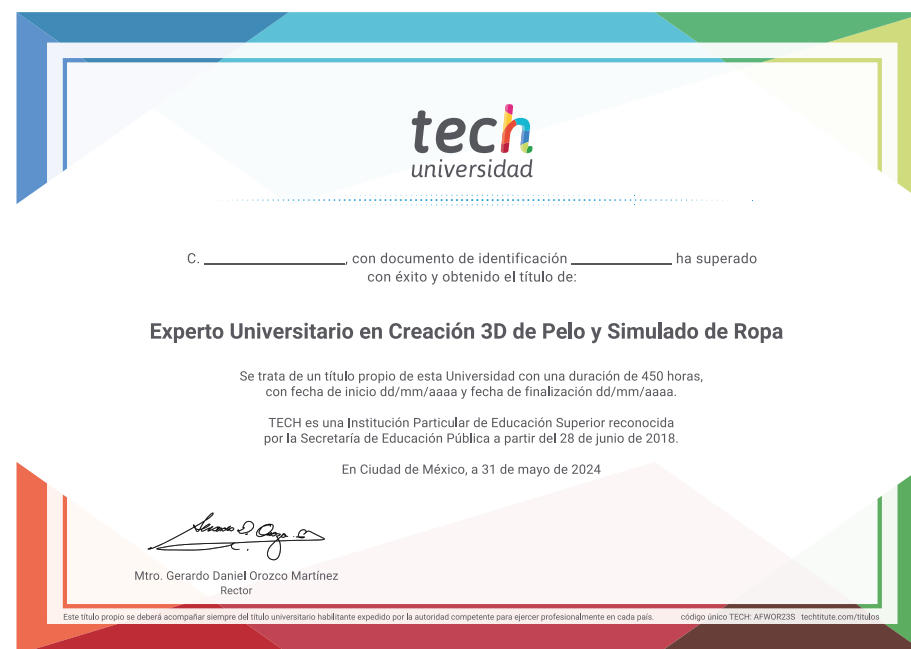 tech
universidad
C. ____________________, con documento de identificación ______________ ha superado
con éxito y obtenido el título de:
Experto Universitario en Creación 3D de Pelo y Simulado de Ropa
Se trata de un título propio de esta Universidad con una duración de 450 horas,
con fecha de inicio dd/mm/aaaa y fecha de finalización dd/mm/aaaa.
TECH es una Institución Particular de Educación Superior reconocida
por la Secretaría de Educación Pública a partir del 28 de junio de 2018.
En Ciudad de México, a 31 de mayo de 2024
Mtro. Gerardo Daniel Orozco Martínez
Rector
Este título propio se deberá acompañar siempre del título universitario habilitante expedido por la autoridad competente para ejercer profesionalmente en cada país. código único TECH: AFWOR23S techtitute.com/titulos